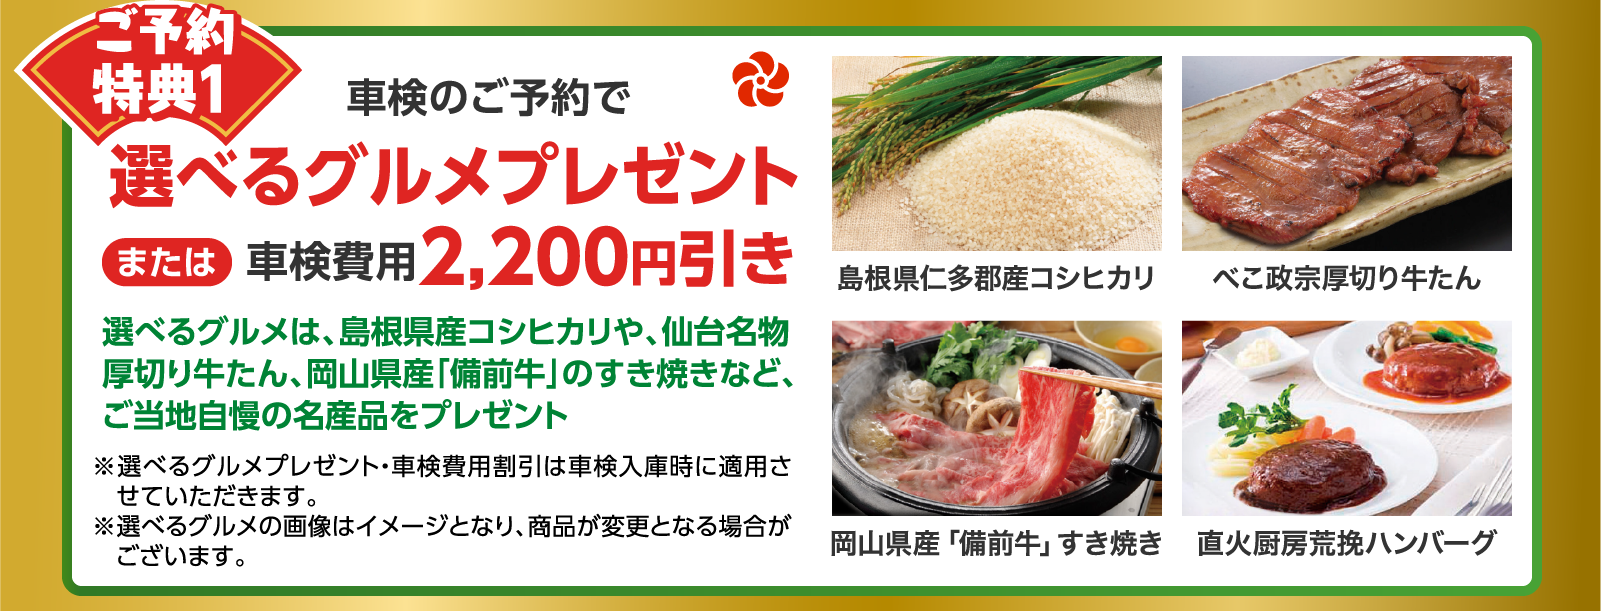 ご予約
特典1
車検のご予約で
選べるグルメプレゼント
または 車検費用2,200円引き
選べるグルメは、島根県産コシヒカリや、仙台名物
厚切り牛たん、岡山県産「備前牛」のすき焼きなど、
ご当地自慢の名産品をプレゼント
※選べるグルメプレゼント・車検費用割引は車検入庫時に適用さ
せていただきます。
※選べるグルメの画像はイメージとなり、商品が変更となる場合が
ございます。
島根県仁多郡産コシヒカリ
べこ政宗厚切り牛たん
岡山県産「備前牛」すき焼き
直火厨房荒挽ハンバーグ